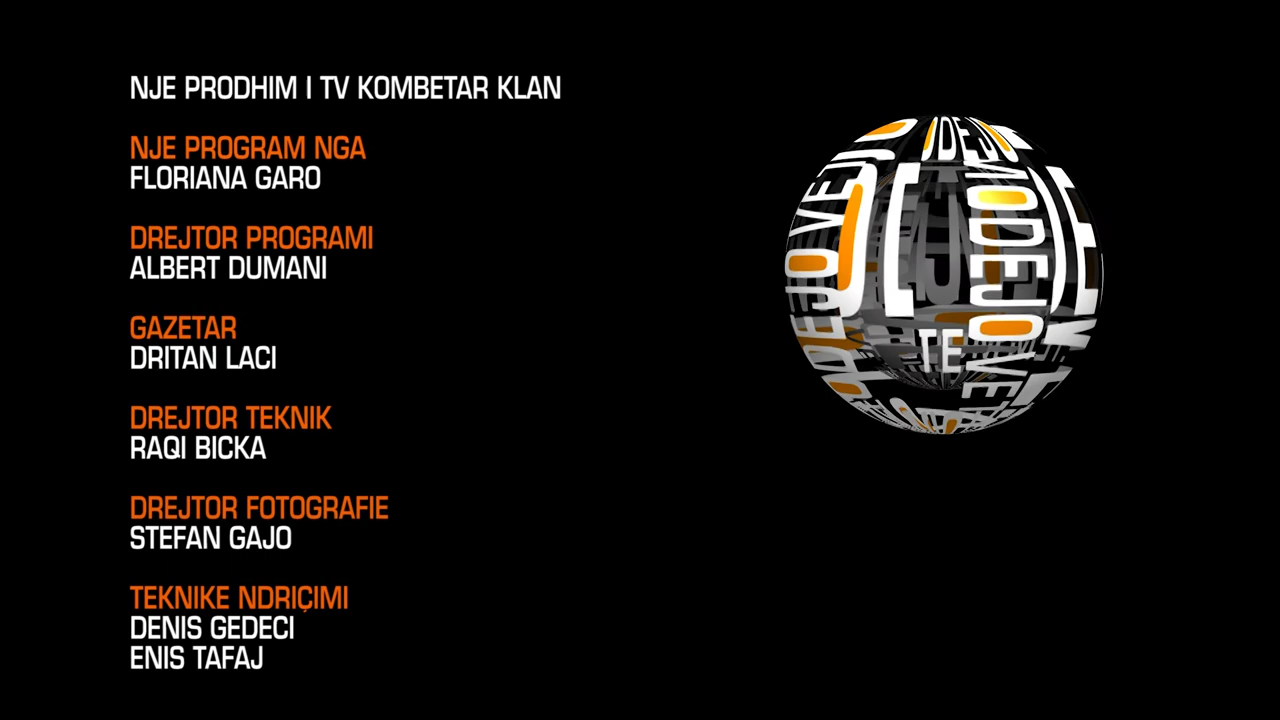 NJE PRODHIM I TV KOMBETAR KLAN
NJE PROGRAM NGA
FLORIANA GARO
DREJTOR PROGRAMI
ALBERT DUMANI
GAZETAR
DRITAN LACI
DREJTOR TEKNIK
RAQI BICKA
DREJTOR FOTOGRAFIE
STEFAN GAJO
TEKNIKE NDRIÇIMI
DENIS GEDECI
ENIS TAFAJ
TE